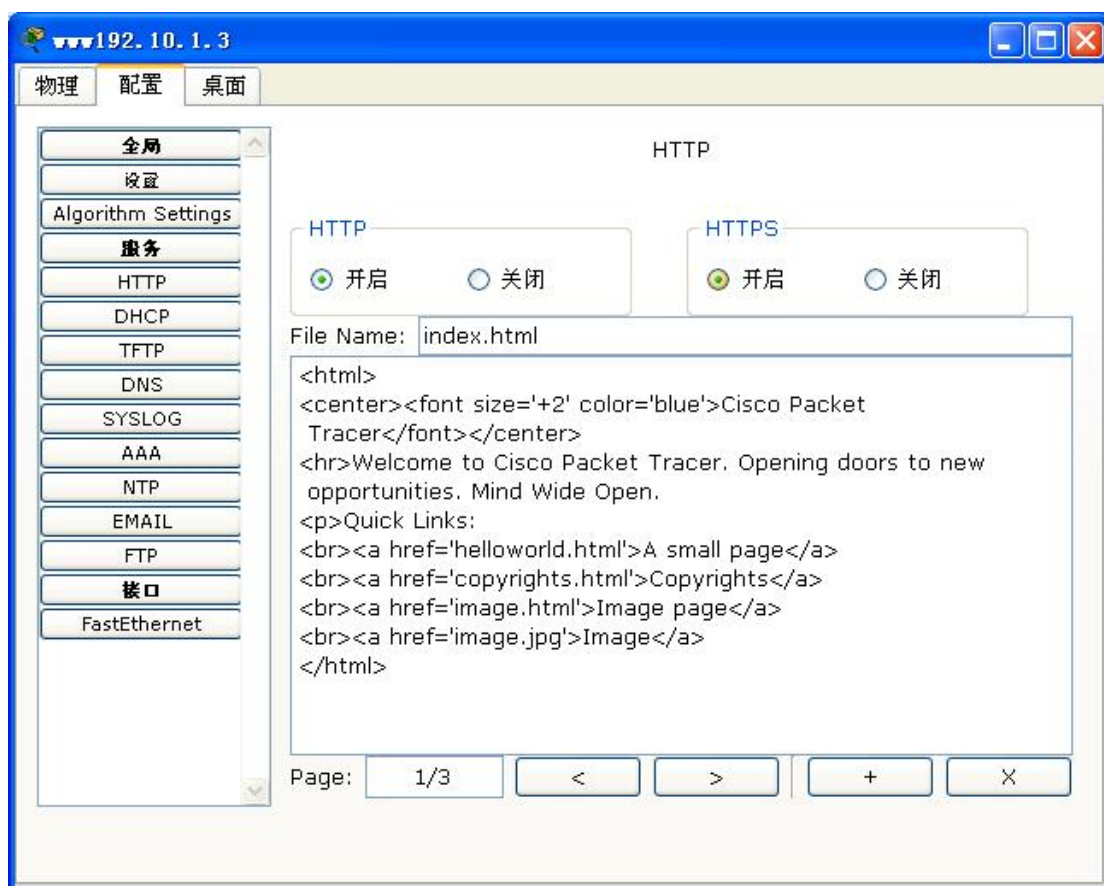 www192.10.1.3
物理 配置 桌面
全局
设置
Algorithm Settings
服务
HTTP
DHCP
TFTP
DNS
SYSLOG
AAA
NTP
EMAIL
FTP
接口
FastEthernet
HTTP
HTTP
开启 关闭
HTTPS
开启 关闭
File Name: index.html
<html>
<center><font size='+2' color='blue'>Cisco Packet
Tracer</font></center>
<hr>Welcome to Cisco Packet Tracer. Opening doors to new
opportunities. Mind Wide Open.
<p>Quick Links:
<br><a href='helloworld.html'>A small page</a>
<br><a href='copyrights.html'>Copyrights</a>
<br><a href='image.html'>Image page</a>
<br><a href='image.jpg'>Image</a>
</html>
Page: 1/3 < > + X